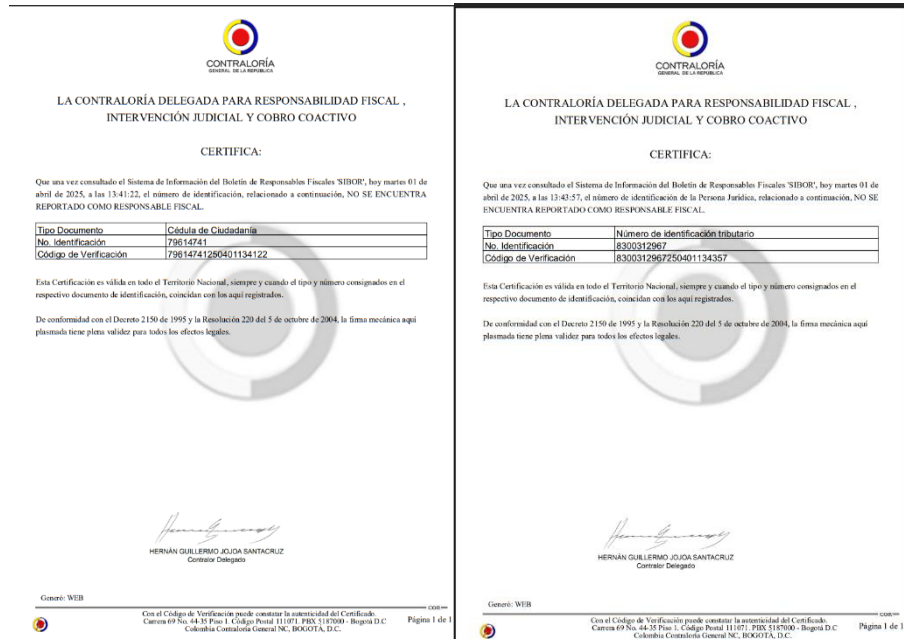 CONTRALORÍA
GENERAL DE LA REPÚBLICA
LA CONTRALORÍA DELEGADA PARA RESPONSABILIDAD FISCAL ,
INTERVENCIÓN JUDICIAL Y COBRO COACTIVO
CERTIFICA:
Que una vez consultado el Sistema de Información del Boletín de Responsables Fiscales 'SIBOR', hoy martes 01 de
abril de 2025, a las 13:41:22, el número de identificación, relacionado a continuación, NO SE ENCUENTRA
REPORTADO COMO RESPONSABLE FISCAL.
Tipo Documento Cédula de Ciudadanía
No. Identificación 79614741
Código de Verificación 79614741250401134122
Esta Certificación es válida en todo el Territorio Nacional, siempre y cuando el tipo y número consignados en el
respectivo documento de identificación, coincidan con los aquí registrados.
De conformidad con el Decreto 2150 de 1995 y la Resolución 220 del 5 de octubre de 2004, la firma mecánica aquí
plasmada tiene plena validez para todos los efectos legales.
HERNÁN GUILLERMO JOJOA SANTACRUZ
Contralor Delegado
Generó: WEB
Con el Código de Verificación puede constatar la autenticidad del Certificado.
Carrera 69 No. 44-35 Piso 1. Código Postal 111071. PBX 5187000 - Bogotá D.C
Colombia Contraloría General NC, BOGOTÁ, D.C.
Página 1 de 1
CONTRALORÍA
GENERAL DE LA REPÚBLICA
LA CONTRALORÍA DELEGADA PARA RESPONSABILIDAD FISCAL ,
INTERVENCIÓN JUDICIAL Y COBRO COACTIVO
CERTIFICA:
Que una vez consultado el Sistema de Información del Boletín de Responsables Fiscales 'SIBOR', hoy martes 01 de
abril de 2025, a las 13:43:57, el número de identificación de la Persona Jurídica, relacionado a continuación, NO SE
ENCUENTRA REPORTADO COMO RESPONSABLE FISCAL.
Tipo Documento Número de identificación tributario
No. Identificación 8300312967
Código de Verificación 8300312967250401134357
Esta Certificación es válida en todo el Territorio Nacional, siempre y cuando el tipo y número consignados en el
respectivo documento de identificación, coincidan con los aquí registrados.
De conformidad con el Decreto 2150 de 1995 y la Resolución 220 del 5 de octubre de 2004, la firma mecánica aquí
plasmada tiene plena validez para todos los efectos legales.
HERNÁN GUILLERMO JOJOA SANTACRUZ
Contralor Delegado
Generó: WEB
Con el Código de Verificación puede constatar la autenticidad del Certificado.
Carrera 69 No. 44-35 Piso 1. Código Postal 111071. PBX 5187000 - Bogotá D.C
Colombia Contraloría General NC, BOGOTÁ, D.C.
Página 1 de 1